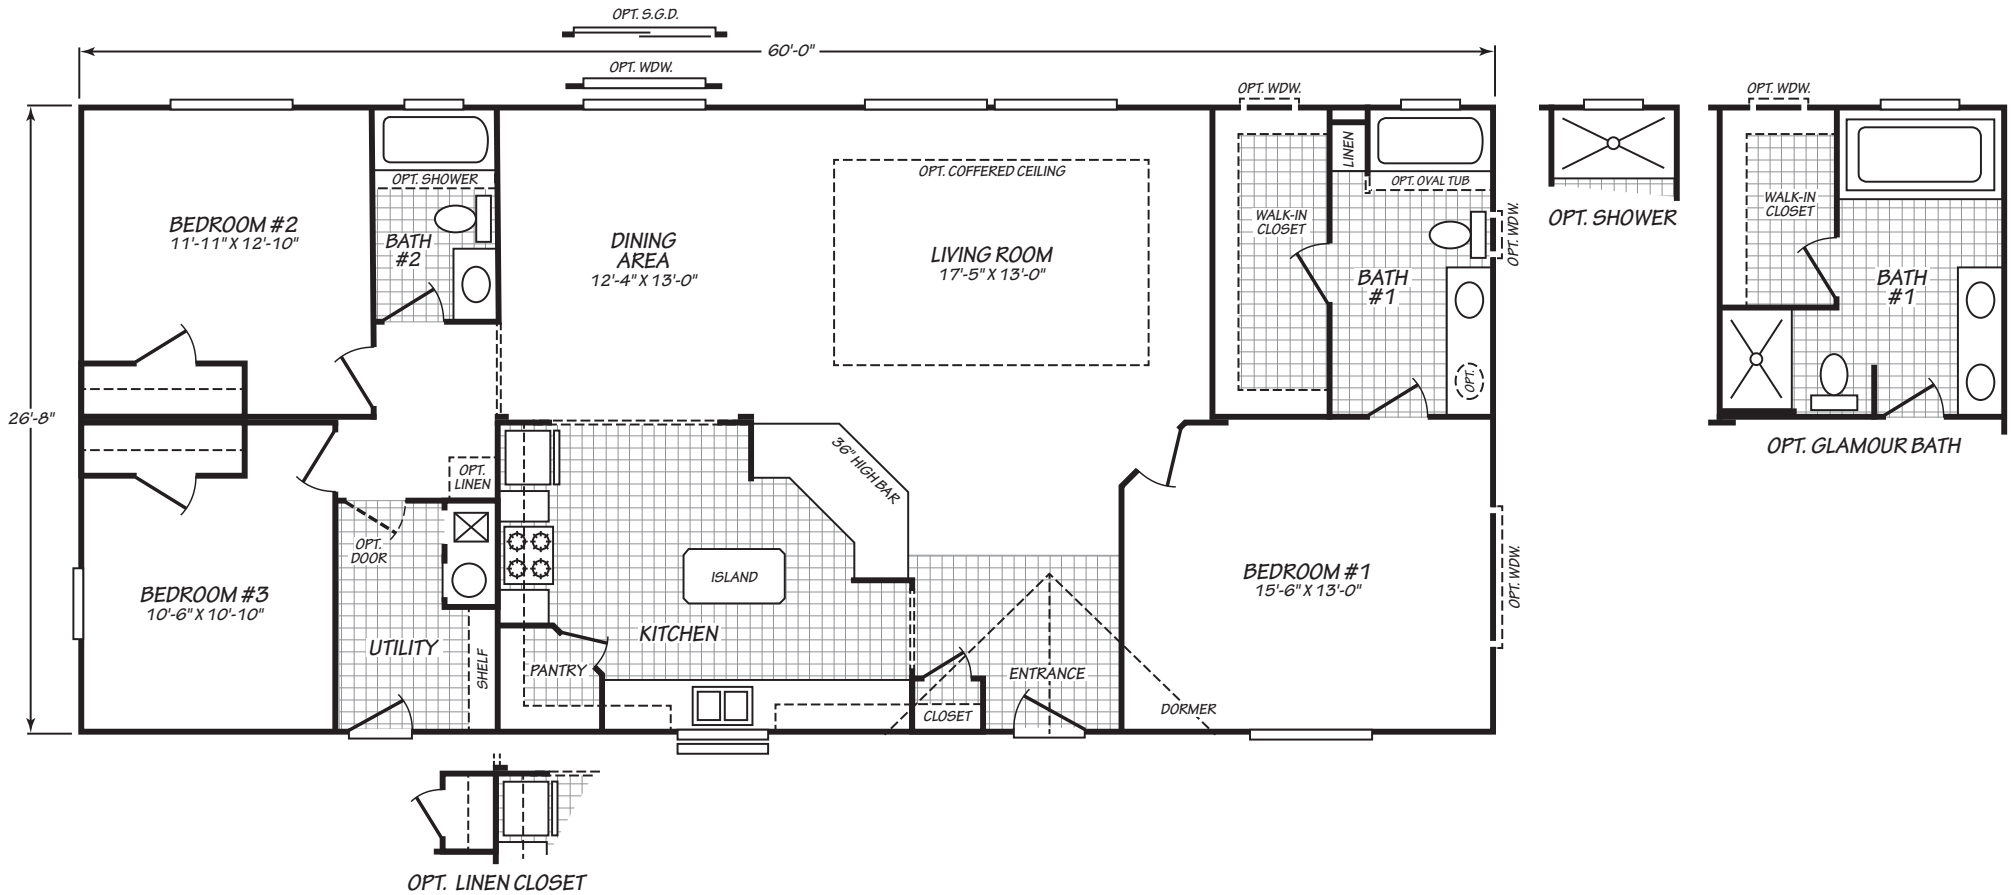 OPT. S.G.D.
60'-0"
OPT. WDW.
OPT. WDW.
OPT. WDW.
OPT. SHOWER
LINEN
OPT. OVAL TUB
OPT. COFFERED CEILING
BEDROOM #2
11'-11" X 12'-10"
BATH
#2
DINING
AREA
12'-4" X 13'-0"
LIVING ROOM
17'-5" X 13'-0"
WALK-IN
CLOSET
BATH
#1
OPT. WDW.
OPT.
OPT. SHOWER
WALK-IN
CLOSET
BATH
#1
OPT. GLAMOUR BATH
26'-8"
OPT.
LINEN
36" HIGH BAR
OPT.
DOOR
ISLAND
BEDROOM #3
10'-6" X 10'-10"
UTILITY
SHELF
KITCHEN
PANTRY
BEDROOM #1
15'-6" X 13'-0"
OPT. WDW.
ENTRANCE
CLOSET
DORMER
OPT. LINEN CLOSET